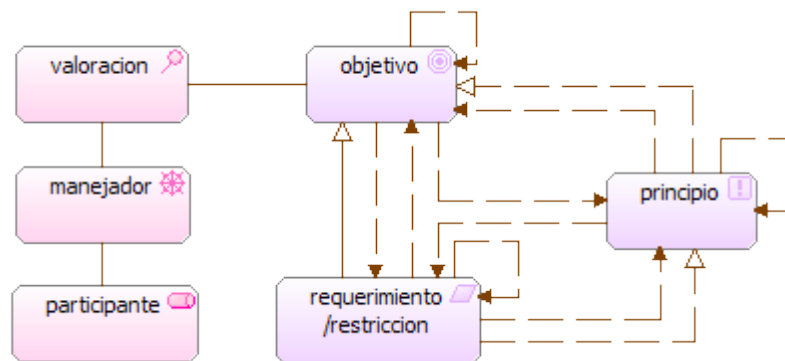 valoracion
objetivo
manejador
principio
participante
requerimiento
/restriccion